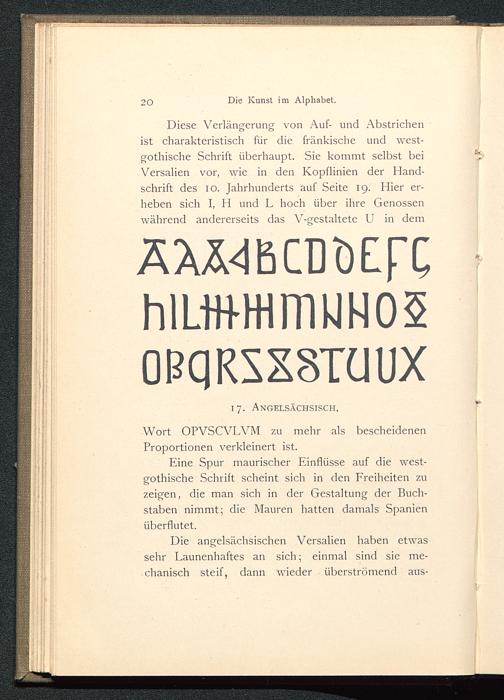 20
Die Kunst im Alphabet.
Diese Verlängerung von Auf- und Abstrichen
ist charakteristisch für die fränkische und west-
gothische Schrift überhaupt. Sie kommt selbst bei
Versalien vor, wie in den Kopflinien der Hand-
schrift des 10. Jahrhunderts auf Seite 19. Hier er-
heben sich I, H und L hoch über ihre Genossen
während andererseits das V-gestaltete U in dem
17. ANGELSÄCHSISCH.
Wort OPVSCVLVM zu mehr als bescheidenen
Proportionen verkleinert ist.
Eine Spur maurischer Einflüsse auf die west-
gothische Schrift scheint sich in den Freiheiten zu
zeigen, die man sich in der Gestaltung der Buch-
staben nimmt; die Mauren hatten damals Spanien
überflutet.
Die angelsächsischen Versalien haben etwas
sehr Launenhaftes an sich; einmal sind sie me-
chanisch steif, dann wieder überströmend aus-